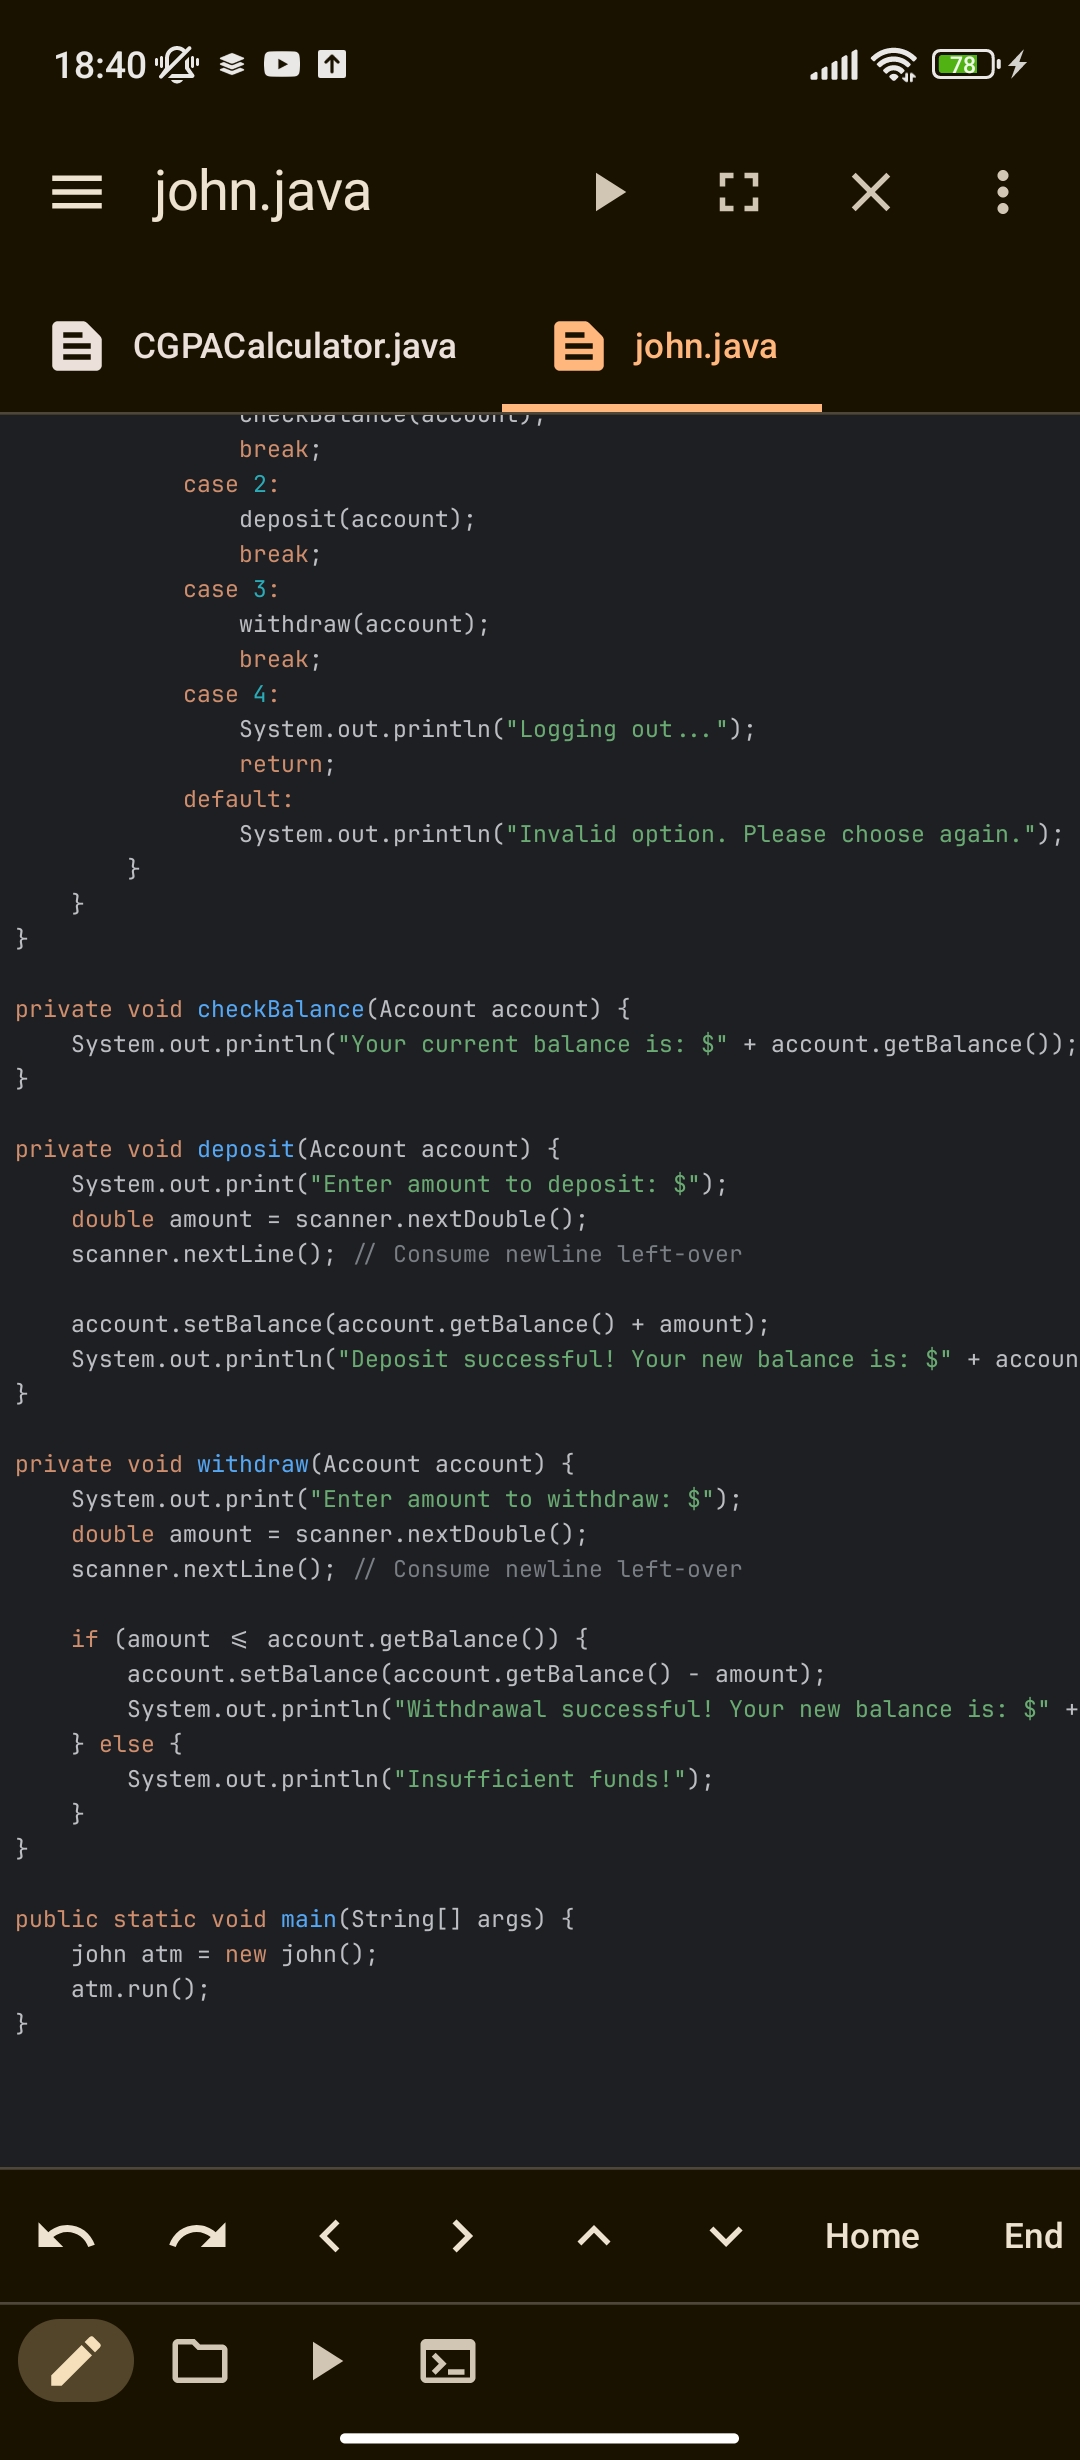 18:40
78
john.java
CGPACalculator.java
john.java
checkBalance(account);
break;
case 2:
deposit(account);
break;
case 3:
withdraw(account);
break;
case 4:
System.out.println("Logging out...");
return;
default:
System.out.println("Invalid option. Please choose again.");
}
}
}
private void checkBalance(Account account) {
System.out.println("Your current balance is: $" + account.getBalance());
}
private void deposit(Account account) {
System.out.print("Enter amount to deposit: $");
double amount = scanner.nextDouble();
scanner.nextLine(); // Consume newline left-over
account.setBalance(account.getBalance() + amount);
System.out.println("Deposit successful! Your new balance is: $" + accoun
}
private void withdraw(Account account) {
System.out.print("Enter amount to withdraw: $");
double amount = scanner.nextDouble();
scanner.nextLine(); // Consume newline left-over
if (amount <= account.getBalance()) {
account.setBalance(account.getBalance() - amount);
System.out.println("Withdrawal successful! Your new balance is: $" +
} else {
System.out.println("Insufficient funds!");
}
}
public static void main(String[] args) {
john atm = new john();
atm.run();
}
Home
End